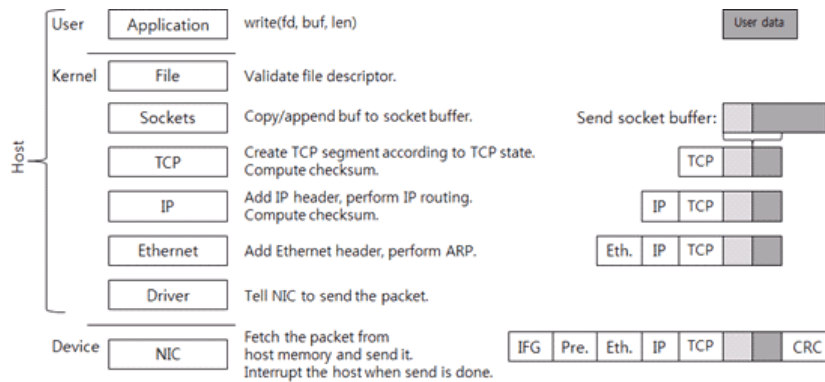 User Application write(fd, buf, len) User data
Kernel File Validate file descriptor.
Sockets Copy/append buf to socket buffer. Send socket buffer:
Host
TCP Create TCP segment according to TCP state.
Compute checksum.
TCP
IP Add IP header, perform IP routing.
Compute checksum.
IP TCP
Ethernet Add Ethernet header, perform ARP. Eth. IP TCP
Driver Tell NIC to send the packet.
Device NIC Fetch the packet from
host memory and send it.
Interrupt the host when send is done.
IFG Pre. Eth. IP TCP CRC